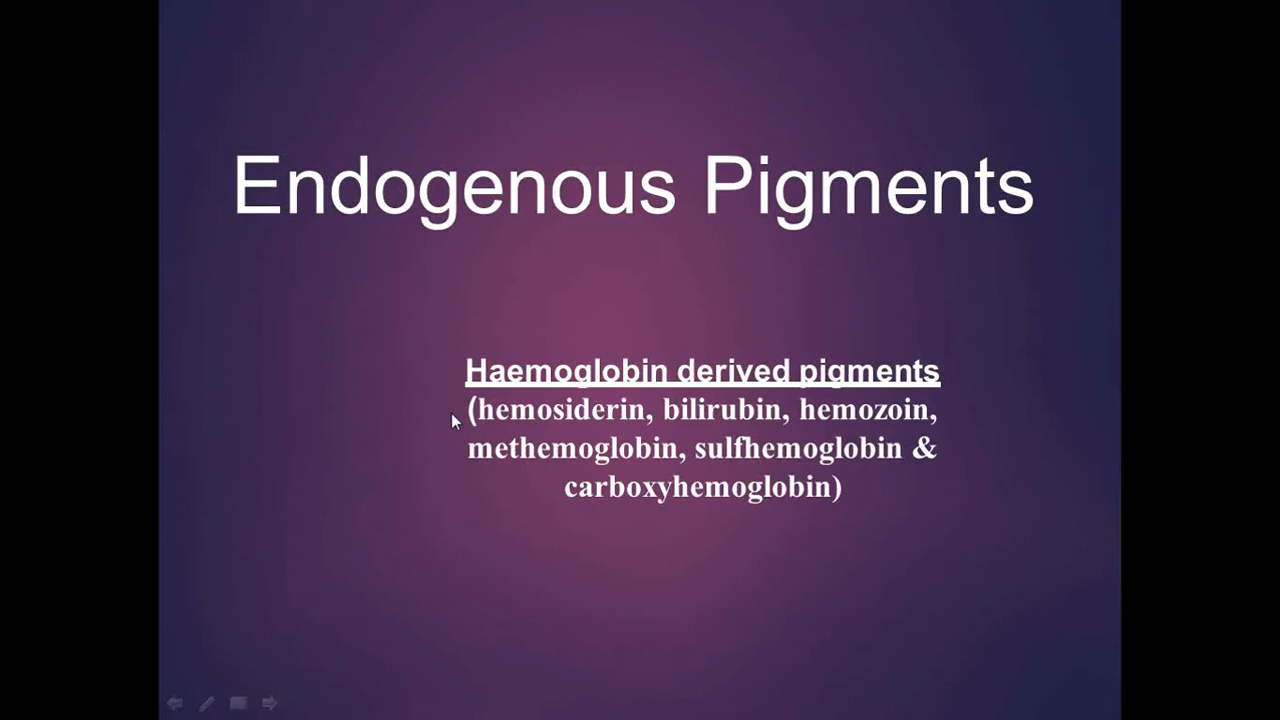 Endogenous Pigments
Haemoglobin derived pigments
(hemosiderin, bilirubin, hemozoin,
methemoglobin, sulfhemoglobin &
carboxyhemoglobin)